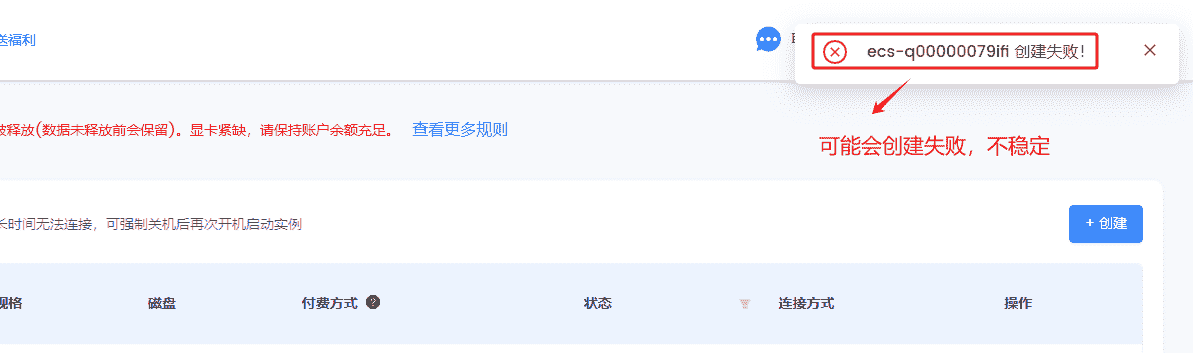 送福利
ecs-q00000079ifi 创建失败!
被释放(数据未释放前会保留)。显卡紧缺，请保持账户余额充足。 查看更多规则
可能会创建失败，不稳定
长时间无法连接，可强制关机后再次开机启动实例
+ 创建
规格 磁盘 付费方式 ? 状态 连接方式 操作